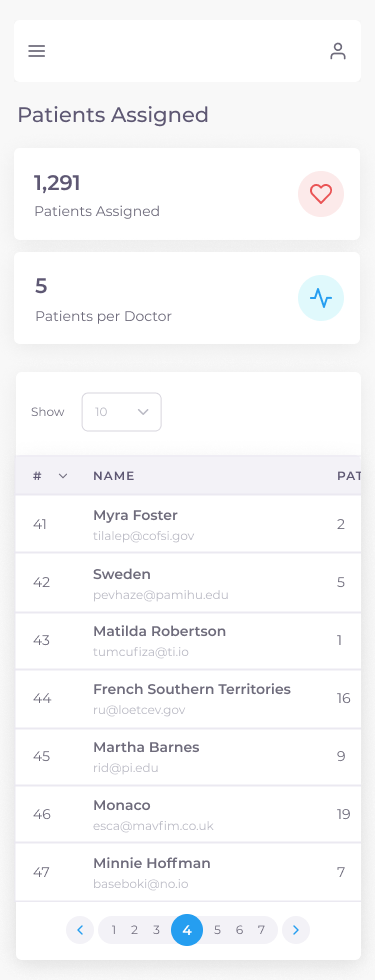 Patients Assigned
1,291
Patients Assigned
5
Patients per Doctor
Show 10
# NAME PAT
41 Myra Foster 2
tilalep@cofsi.gov
42 Sweden 5
pevhaze@pamihu.edu
43 Matilda Robertson 1
tumcufiza@ti.io
44 French Southern Territories 16
ru@loetcev.gov
45 Martha Barnes 9
rid@pi.edu
46 Monaco 19
esca@mavfim.co.uk
47 Minnie Hoffman 7
baseboki@no.io
1 2 3 4 5 6 7